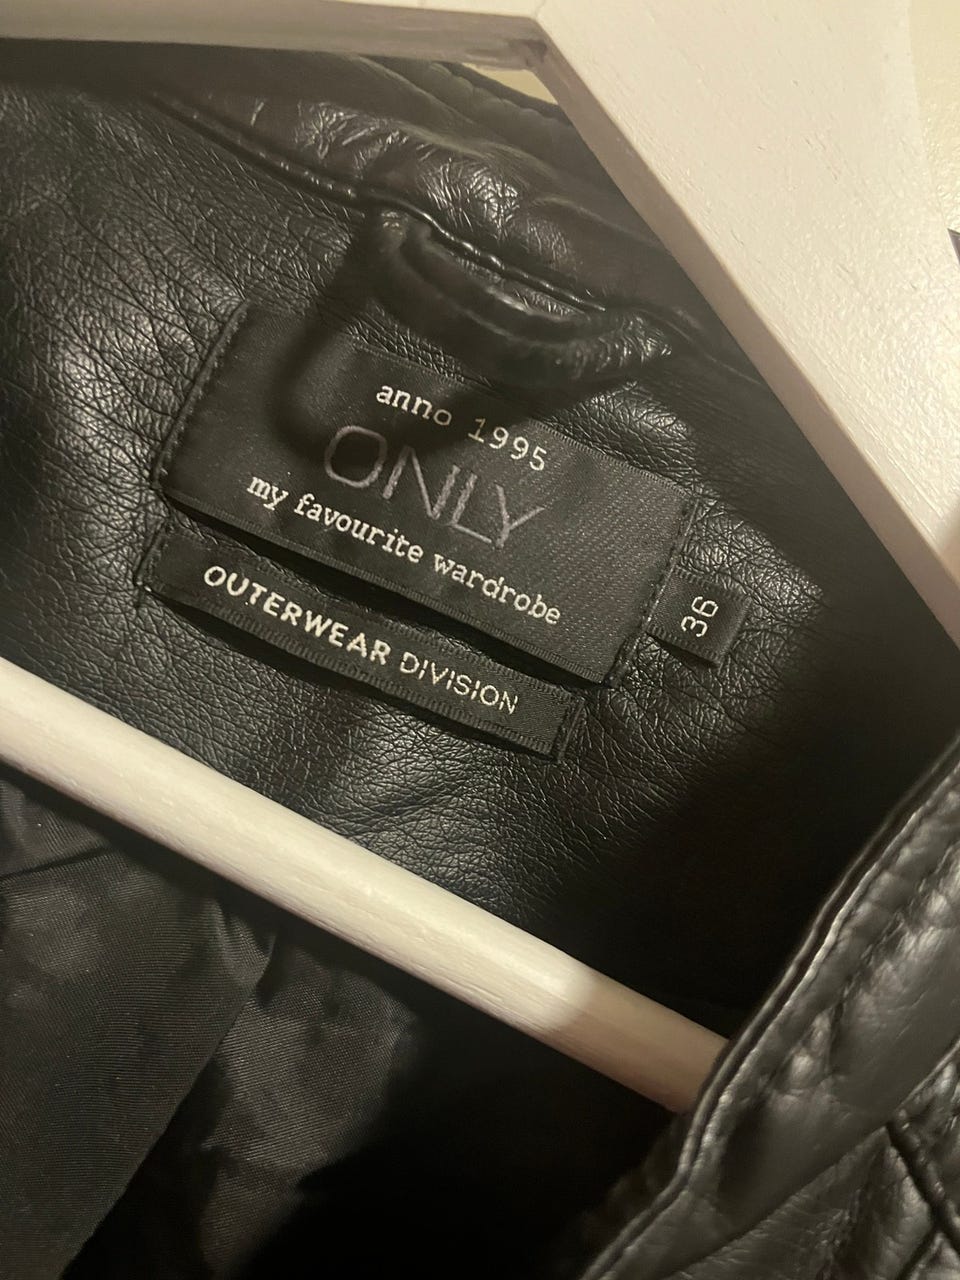 anno 1995
ONLY
my favourite wardrobe
OUTERWEAR DIVISION
36